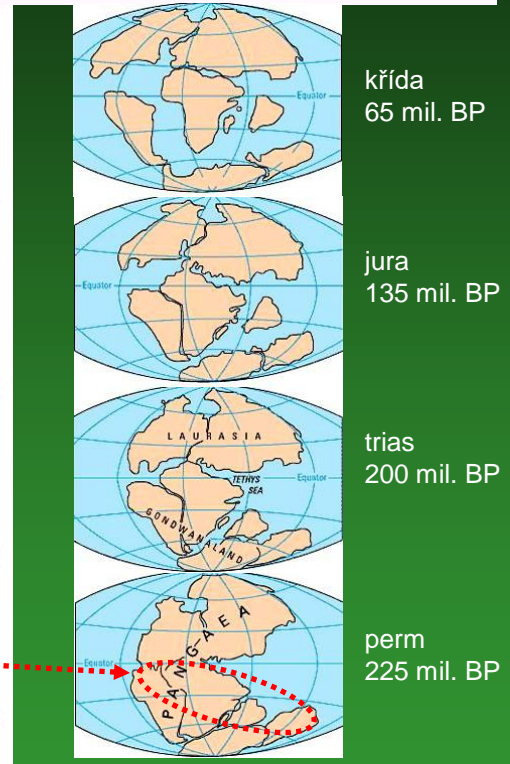 Equator
křída
65 mil. BP
Equator
jura
135 mil. BP
LAURASIA
TETHYS
SEA
Equator
GONDWANALAND
trias
200 mil. BP
PANGAEA
Equator
perm
225 mil. BP